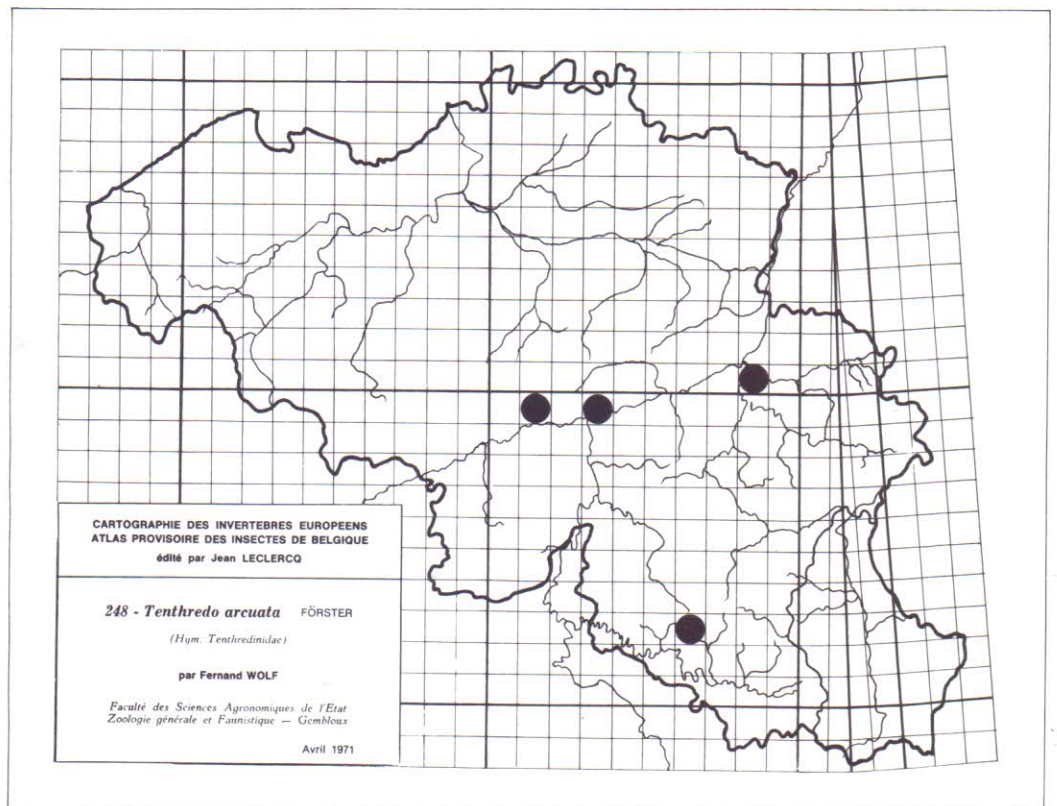 CARTOGRAPHIE DES INVERTEBRES EUROPEENS
ATLAS PROVISOIRE DES INSECTES DE BELGIQUE
édité par Jean LECLERCQ
248 - Tenthredo arcuata FÖRSTER
(Hym. Tenthredinidae)
par Fernand WOLF
Faculté des Sciences Agronomiques de l'Etat
Zoologie générale et Faunistique — Gembloux
Avril 1971